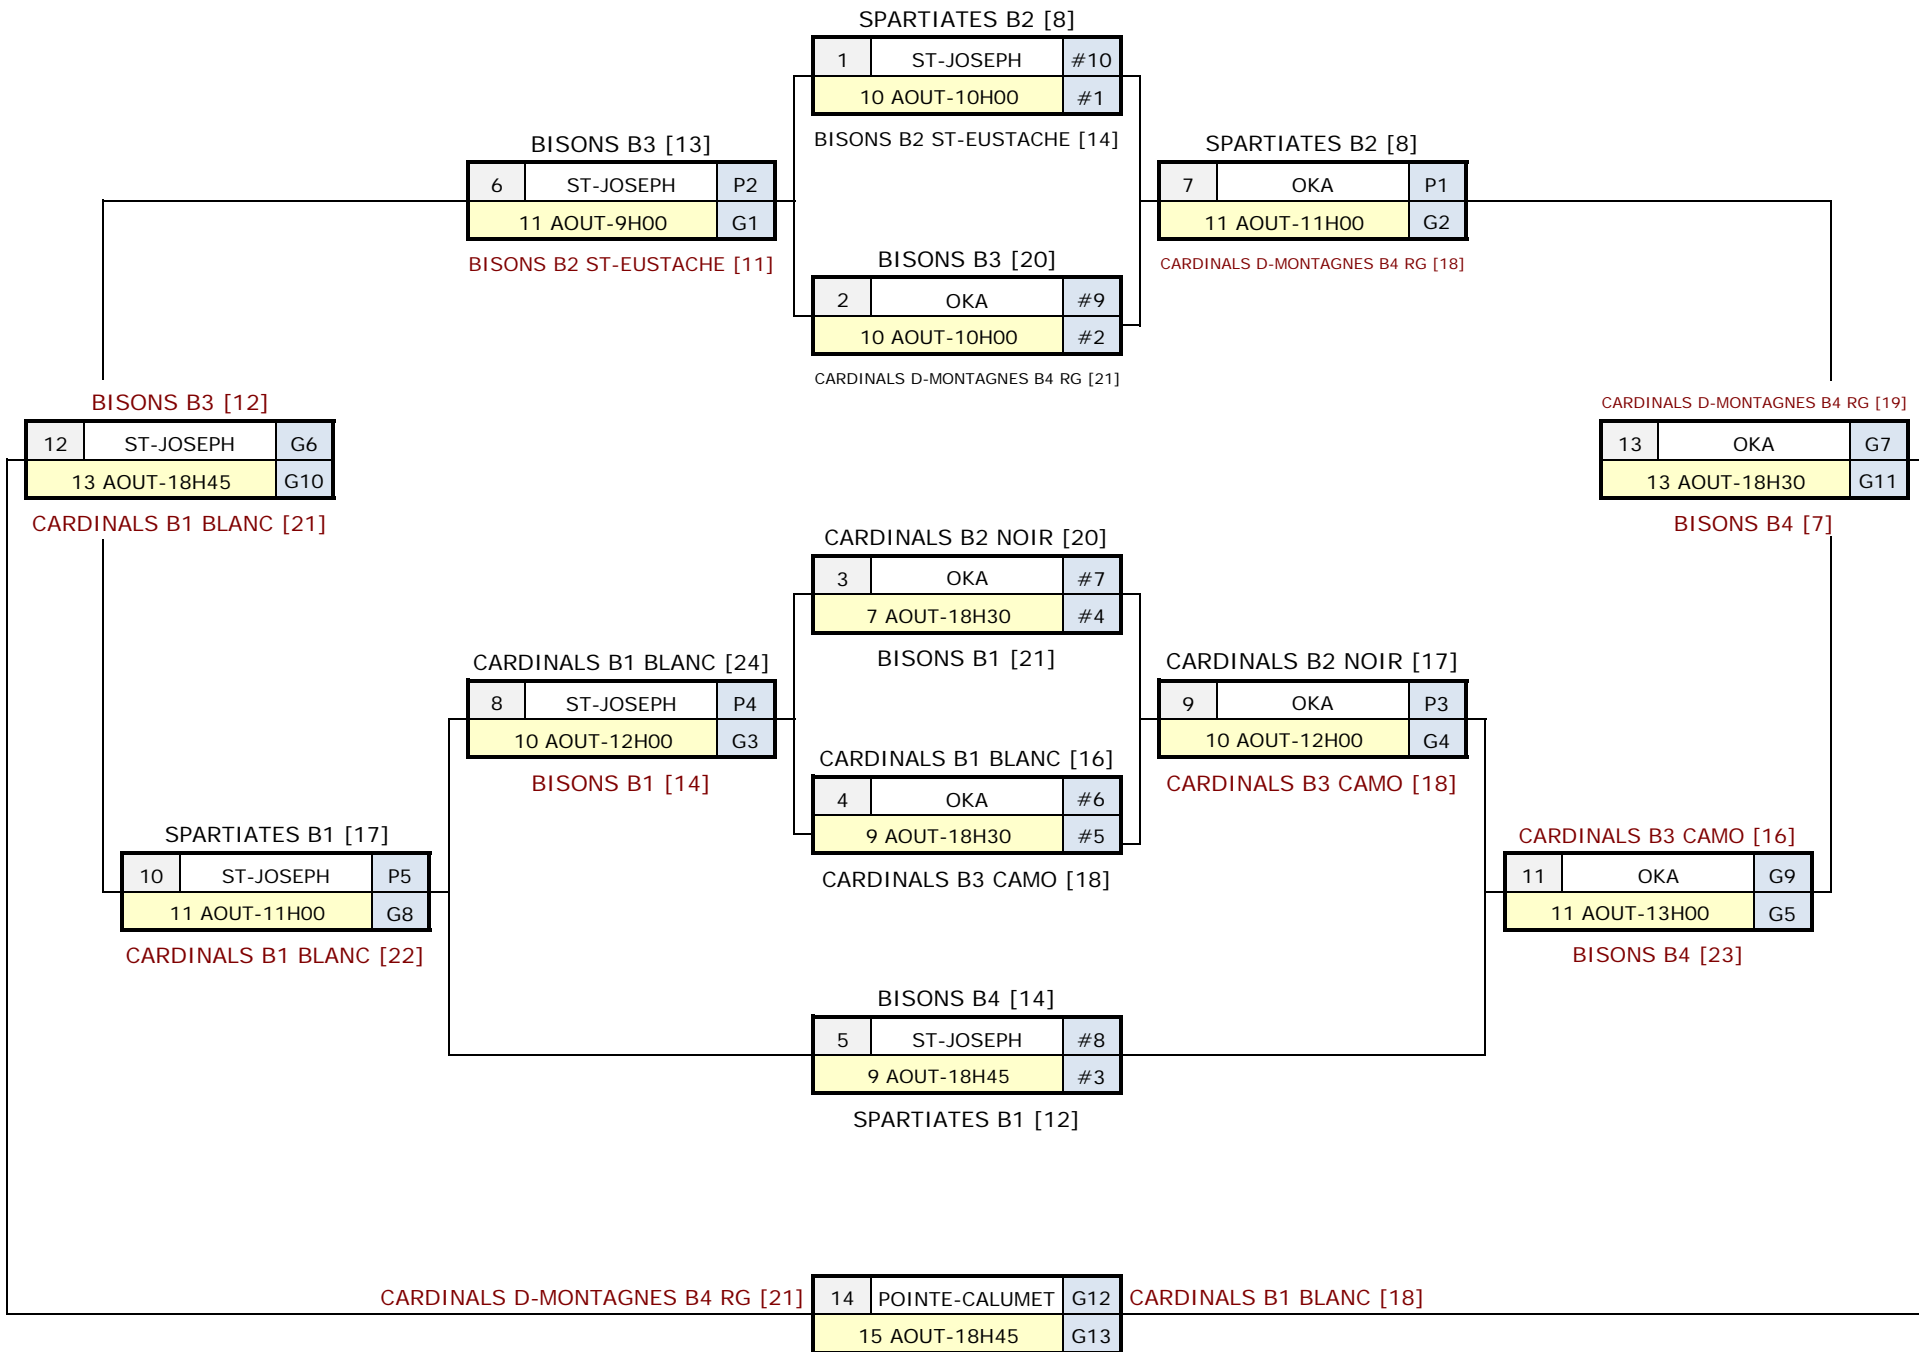 SPARTIATES B2 [8]
1 ST-JOSEPH #10
10 AOUT-10H00 #1
BISONS B2 ST-EUSTACHE [14]
BISONS B3 [13]
6 ST-JOSEPH P2
11 AOUT-9H00 G1
BISONS B2 ST-EUSTACHE [11]
SPARTIATES B2 [8]
7 OKA P1
11 AOUT-11H00 G2
CARDINALS D-MONTAGNES B4 RG [18]
BISONS B3 [20]
2 OKA #9
10 AOUT-10H00 #2
CARDINALS D-MONTAGNES B4 RG [21]
BISONS B3 [12]
12 ST-JOSEPH G6
13 AOUT-18H45 G10
CARDINALS B1 BLANC [21]
CARDINALS D-MONTAGNES B4 RG [19]
13 OKA G7
13 AOUT-18H30 G11
BISONS B4 [7]
CARDINALS B2 NOIR [20]
3 OKA #7
7 AOUT-18H30 #4
BISONS B1 [21]
CARDINALS B1 BLANC [24]
8 ST-JOSEPH P4
10 AOUT-12H00 G3
BISONS B1 [14]
CARDINALS B2 NOIR [17]
9 OKA P3
10 AOUT-12H00 G4
CARDINALS B3 CAMO [18]
CARDINALS B1 BLANC [16]
4 OKA #6
9 AOUT-18H30 #5
CARDINALS B3 CAMO [18]
SPARTIATES B1 [17]
10 ST-JOSEPH P5
11 AOUT-11H00 G8
CARDINALS B1 BLANC [22]
CARDINALS B3 CAMO [16]
11 OKA G9
11 AOUT-13H00 G5
BISONS B4 [23]
BISONS B4 [14]
5 ST-JOSEPH #8
9 AOUT-18H45 #3
SPARTIATES B1 [12]
CARDINALS D-MONTAGNES B4 RG [21] 14 POINTE-CALUMET G12 CARDINALS B1 BLANC [18]
15 AOUT-18H45 G13